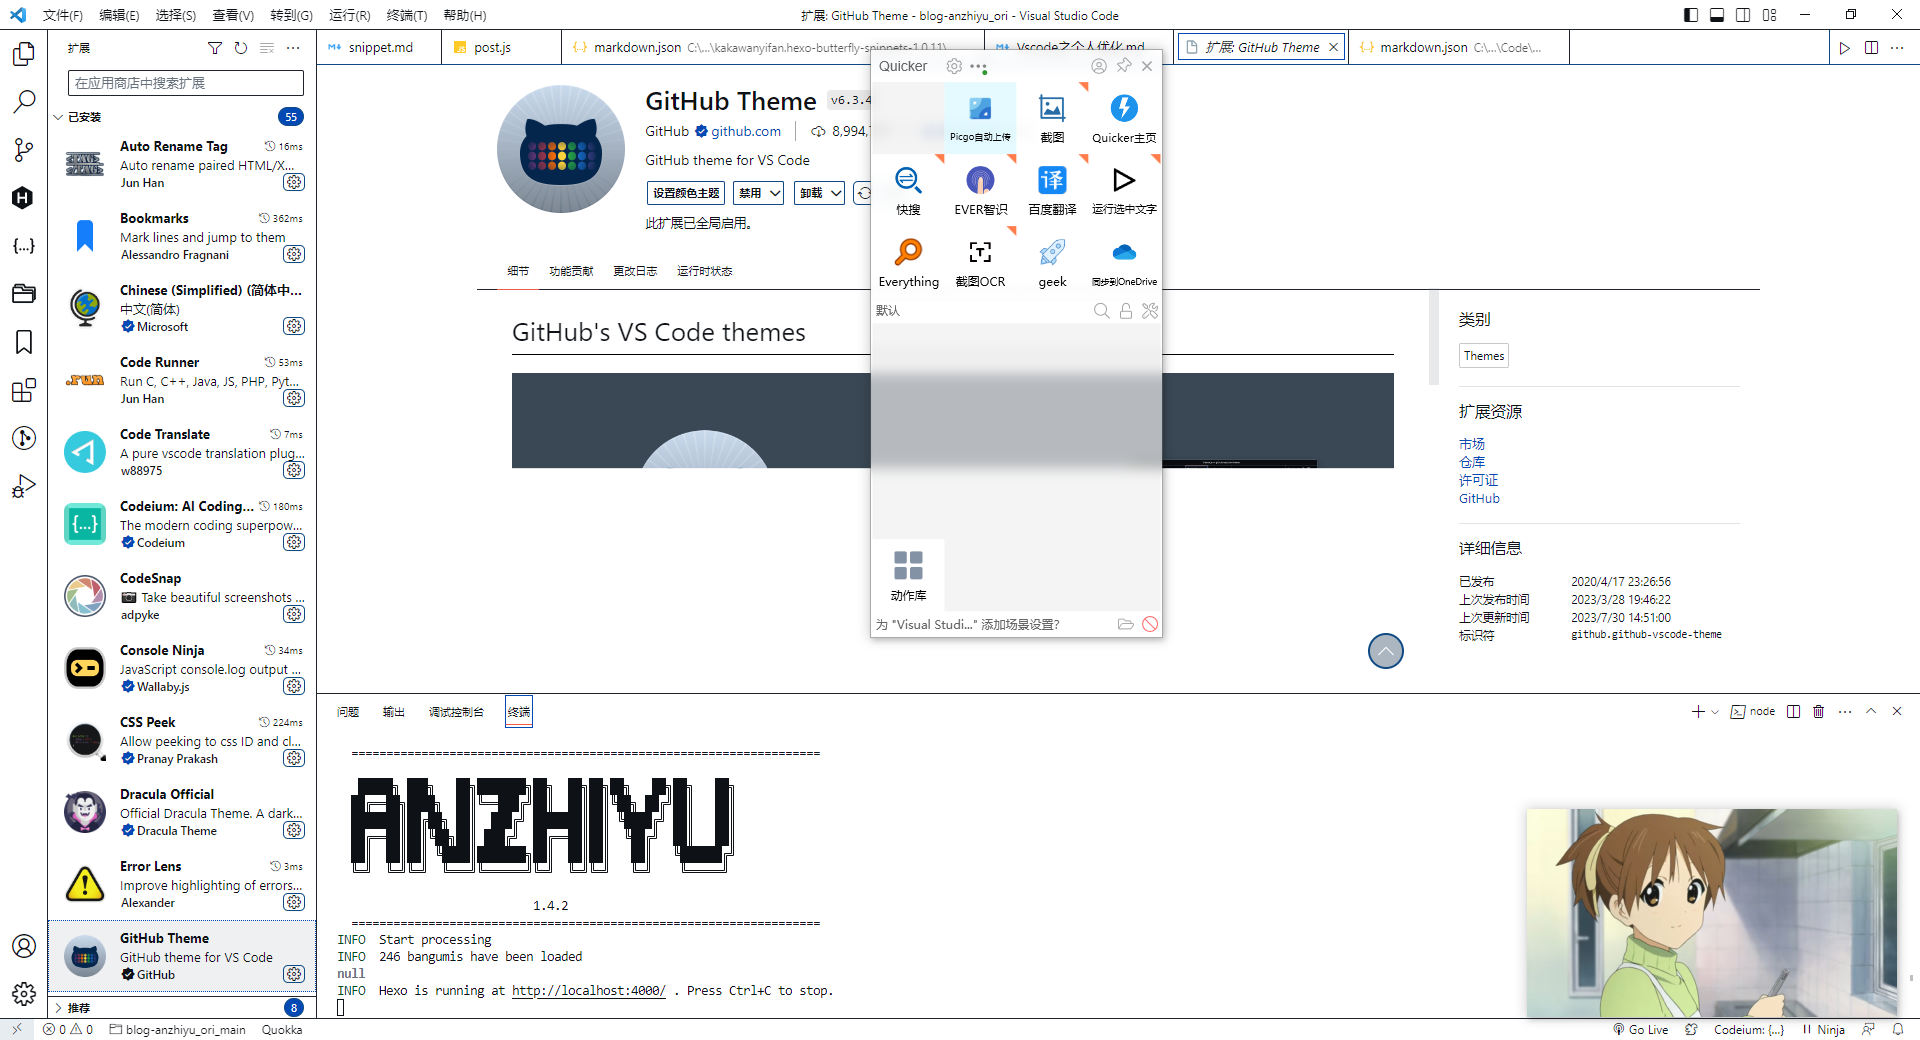 文件(F) 编辑(E) 选择(S) 查看(V) 转到(G) 运行(R) 终端(T) 帮助(H)
扩展: GitHub Theme - blog-anzhiyu_ori - Visual Studio Code
扩展
在应用商店中搜索扩展
已安装 55
Auto Rename Tag 16ms
Auto rename paired HTML/X...
Jun Han
Bookmarks 362ms
Mark lines and jump to them
Alessandro Fragnani
Chinese (Simplified) (简体中...
中文(简体)
Microsoft
.run
Code Runner 53ms
Run C, C++, Java, JS, PHP, Pyt...
Jun Han
Code Translate 7ms
A pure vscode translation plug...
w88975
{...}
Codeium: AI Coding... 180ms
The modern coding superpow...
Codeium
CodeSnap
📷 Take beautiful screenshots ...
adpyke
Console Ninja 34ms
JavaScript console.log output ...
Wallaby.js
CSS Peek 224ms
Allow peeking to css ID and cl...
Pranay Prakash
Dracula Official
Official Dracula Theme. A dark...
Dracula Theme
Error Lens 3ms
Improve highlighting of errors...
Alexander
GitHub Theme
GitHub theme for VS Code
GitHub
推荐 8
snippet.md
post.js
markdown.json C:\...\kakawanyifan.hexo-butterfly-snippets-1.0.11\...
Vscode之个人优化.md
扩展: GitHub Theme
markdown.json C:\...\Code\...
GitHub Theme v6.3.4
GitHub github.com 8,994,
GitHub theme for VS Code
设置颜色主题 禁用 卸载
此扩展已全局启用。
细节 功能贡献 更改日志 运行时状态
GitHub's VS Code themes
类别
Themes
扩展资源
市场
仓库
许可证
GitHub
详细信息
已发布 2020/4/17 23:26:56
上次发布时间 2023/3/28 19:46:22
上次更新时间 2023/7/30 14:51:00
标识符 github.github-vscode-theme
Quicker
Picgo自动上传 截图 Quicker主页
快搜 EVER智识 百度翻译 运行选中文字
Everything 截图OCR geek 同步到OneDrive
默认
动作库
为 "Visual Studi..." 添加场景设置?
问题 输出 调试控制台 终端
node
===================================================================
ANZHIYU
1.4.2
===================================================================
INFO Start processing
INFO 246 bangumis have been loaded
null
INFO Hexo is running at http://localhost:4000/ . Press Ctrl+C to stop.
0 0 blog-anzhiyu_ori_main Quokka
Go Live Codeium: {...} Ninja